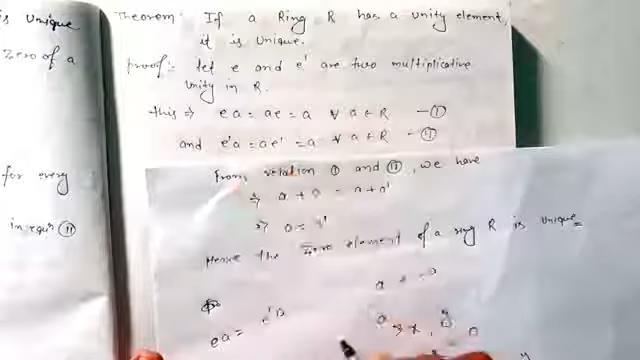 is unique
Zero of a
for every
in eqnˢ (II)
Theorem:- If a Ring R has a unity element,
it is unique.
proof:- let e and e' are two multiplicative
unity in R.
this ⇒ ea = ae = a ∀ a ∈ R —(I)
and e'a = ae' = a ∀ a ∈ R —(II)
From relation (I) and (II), we have
⇒ a + 0 = a + 0'
⇒ 0 = 0'
Hence the zero element of a ring R is unique
ea =